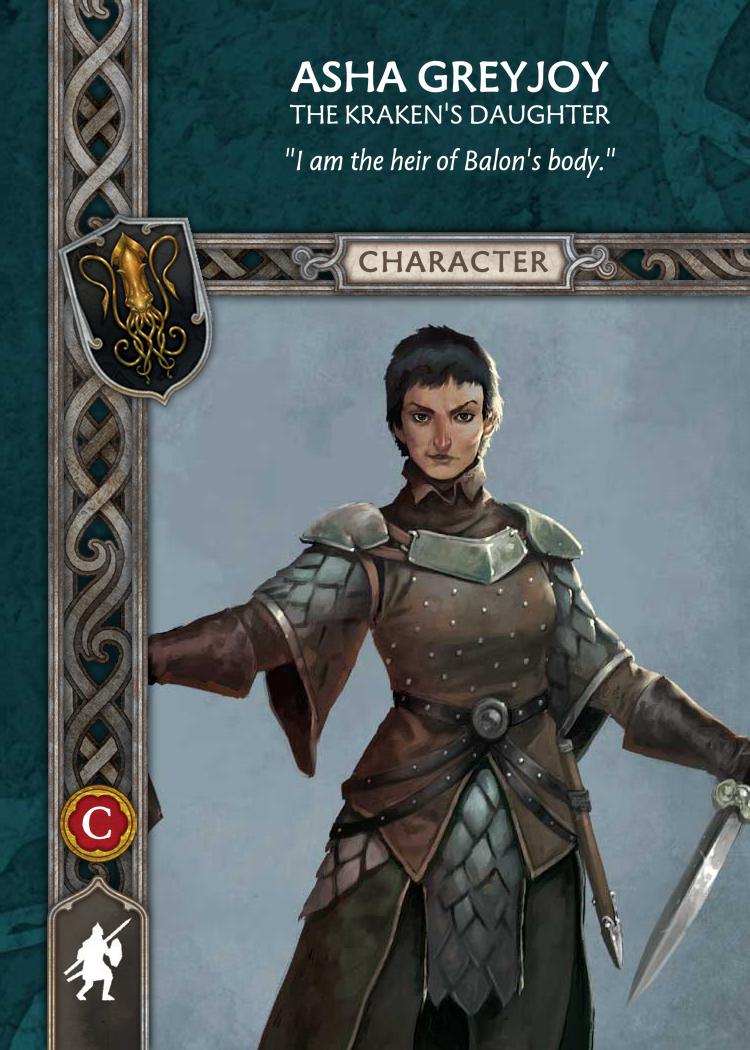 ASHA GREYJOY
THE KRAKEN'S DAUGHTER
"I am the heir of Balon's body."
CHARACTER
C